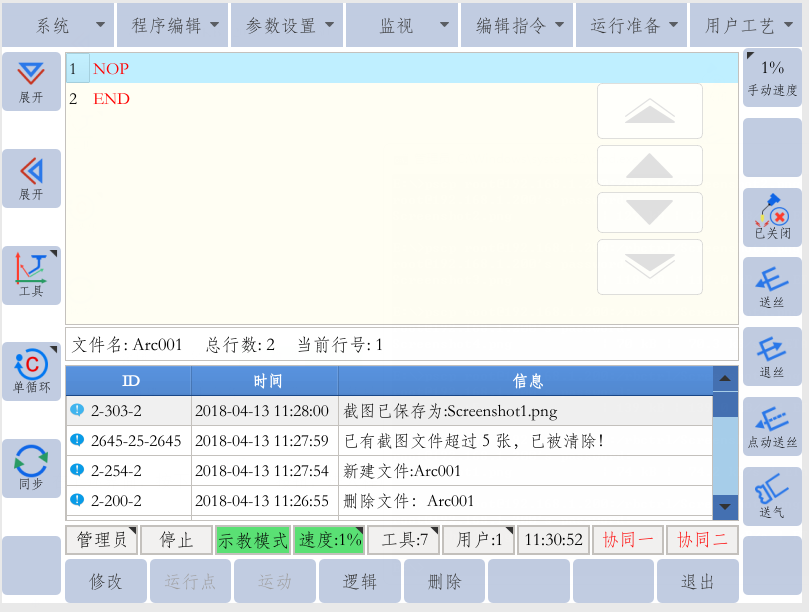 系统 程序编辑 参数设置 监视 编辑指令 运行准备 用户工艺
展开
展开
工具
C
单循环
同步
1 NOP
2 END
文件名: Arc001 总行数: 2 当前行号: 1
ID 时间 信息
2-303-2 2018-04-13 11:28:00 截图已保存为:Screenshot1.png
2645-25-2645 2018-04-13 11:27:59 已有截图文件超过 5 张，已被清除!
2-254-2 2018-04-13 11:27:54 新建文件:Arc001
2-200-2 2018-04-13 11:26:55 删除文件: Arc001
1%
手动速度
已关闭
送丝
退丝
点动送丝
送气
管理员 停止 示教模式 速度:1% 工具:7 用户:1 11:30:52 协同一 协同二
修改 运行点 运动 逻辑 删除 退出